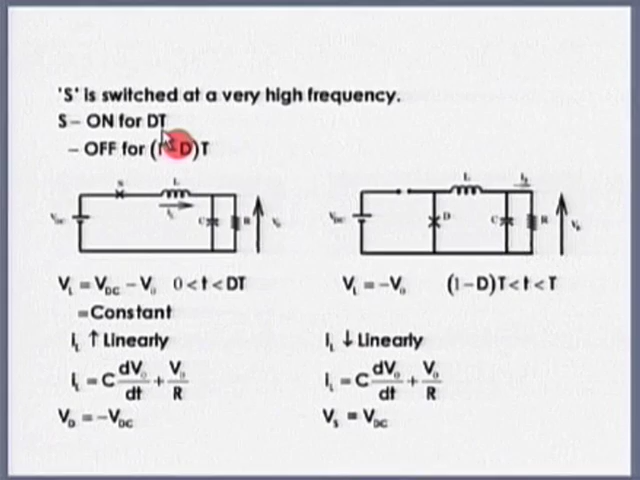 'S' is switched at a very high frequency.
S – ON for DT
– OFF for (1 – D)T
S
L
V_DC
I_L
C
R
V_o
L
V_DC
D
C
R
V_o
V_L = V_DC – V_o 0 < t < DT
= Constant
I_L ↑ Linearly
I_L = C dV_o/dt + V_o/R
V_D = – V_DC
V_L = – V_o (1 – D)T < t < T
I_L ↓ Linearly
I_L = C dV_o/dt + V_o/R
V_S = V_DC